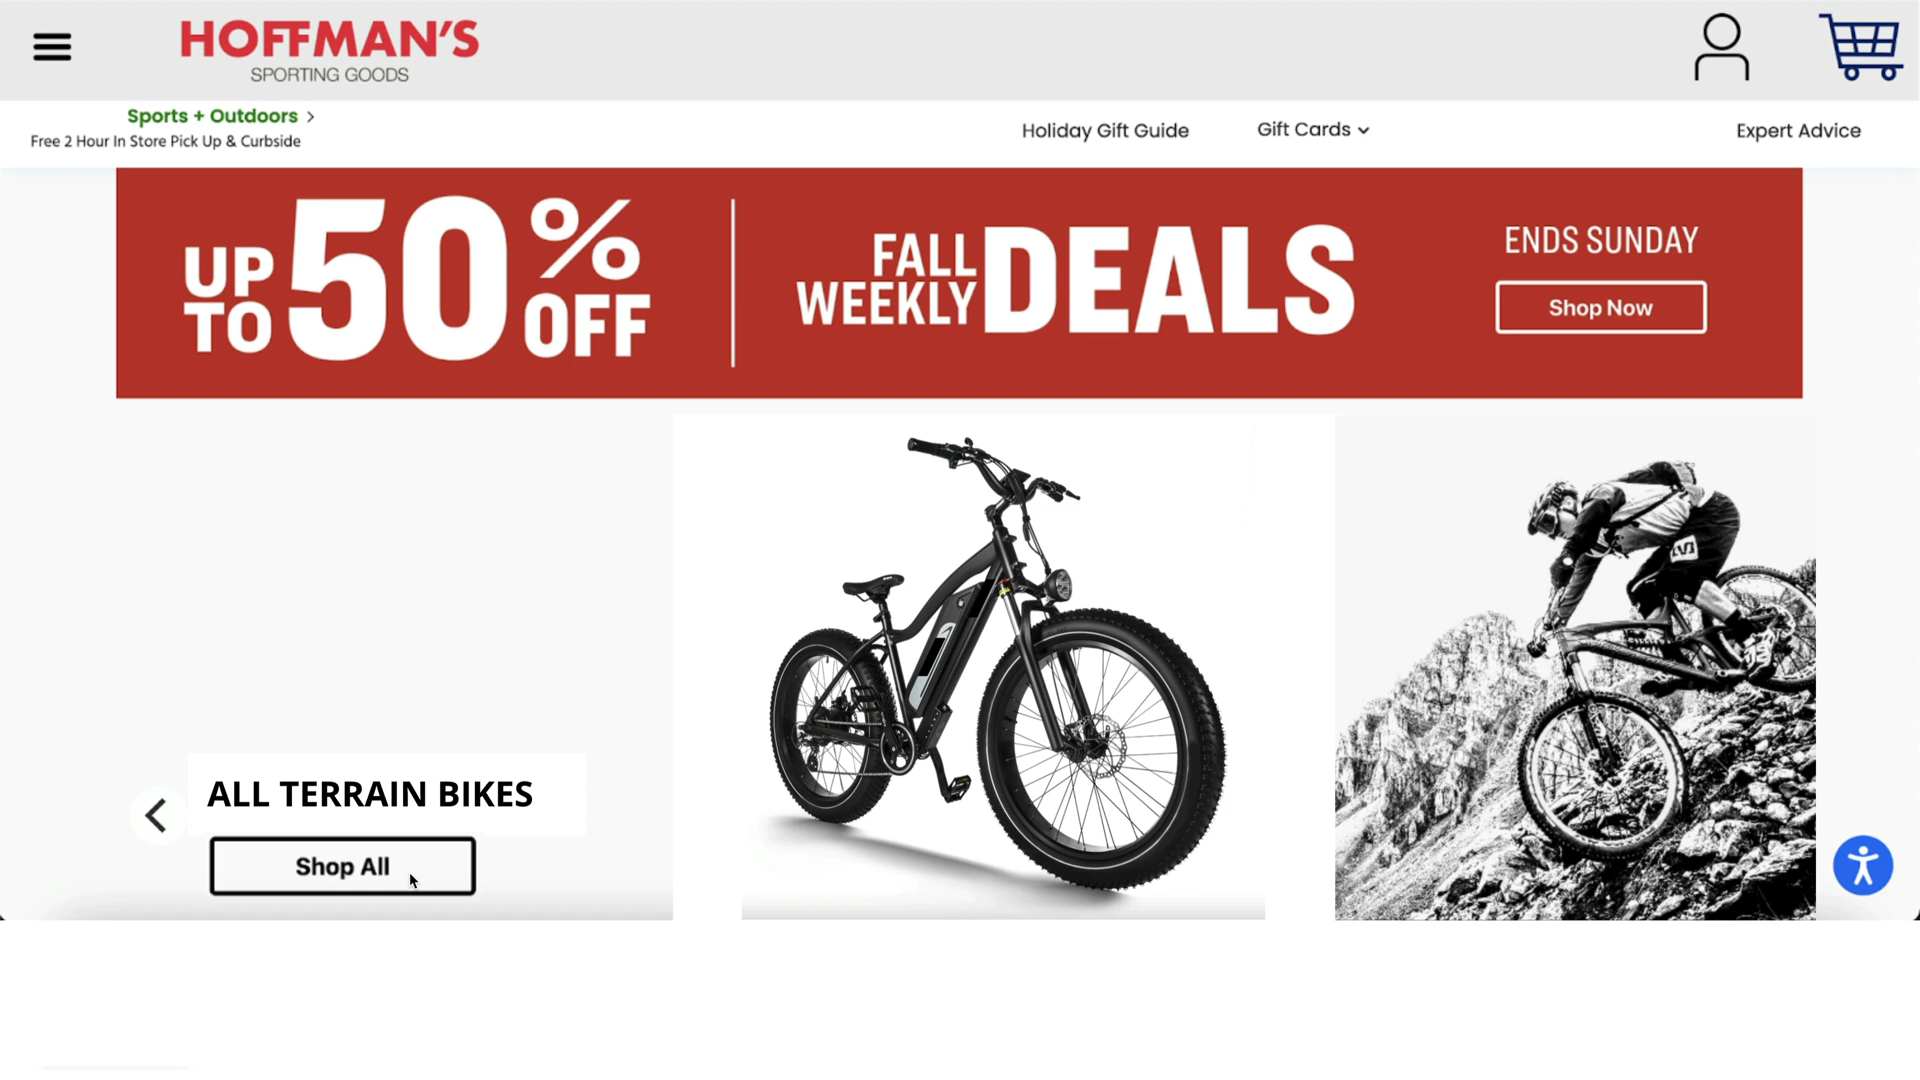 HOFFMAN'S
SPORTING GOODS
Sports + Outdoors
Free 2 Hour In Store Pick Up & Curbside
Holiday Gift Guide
Gift Cards
Expert Advice
UP TO 50% OFF
FALL WEEKLY DEALS
ENDS SUNDAY
Shop Now
ALL TERRAIN BIKES
Shop All